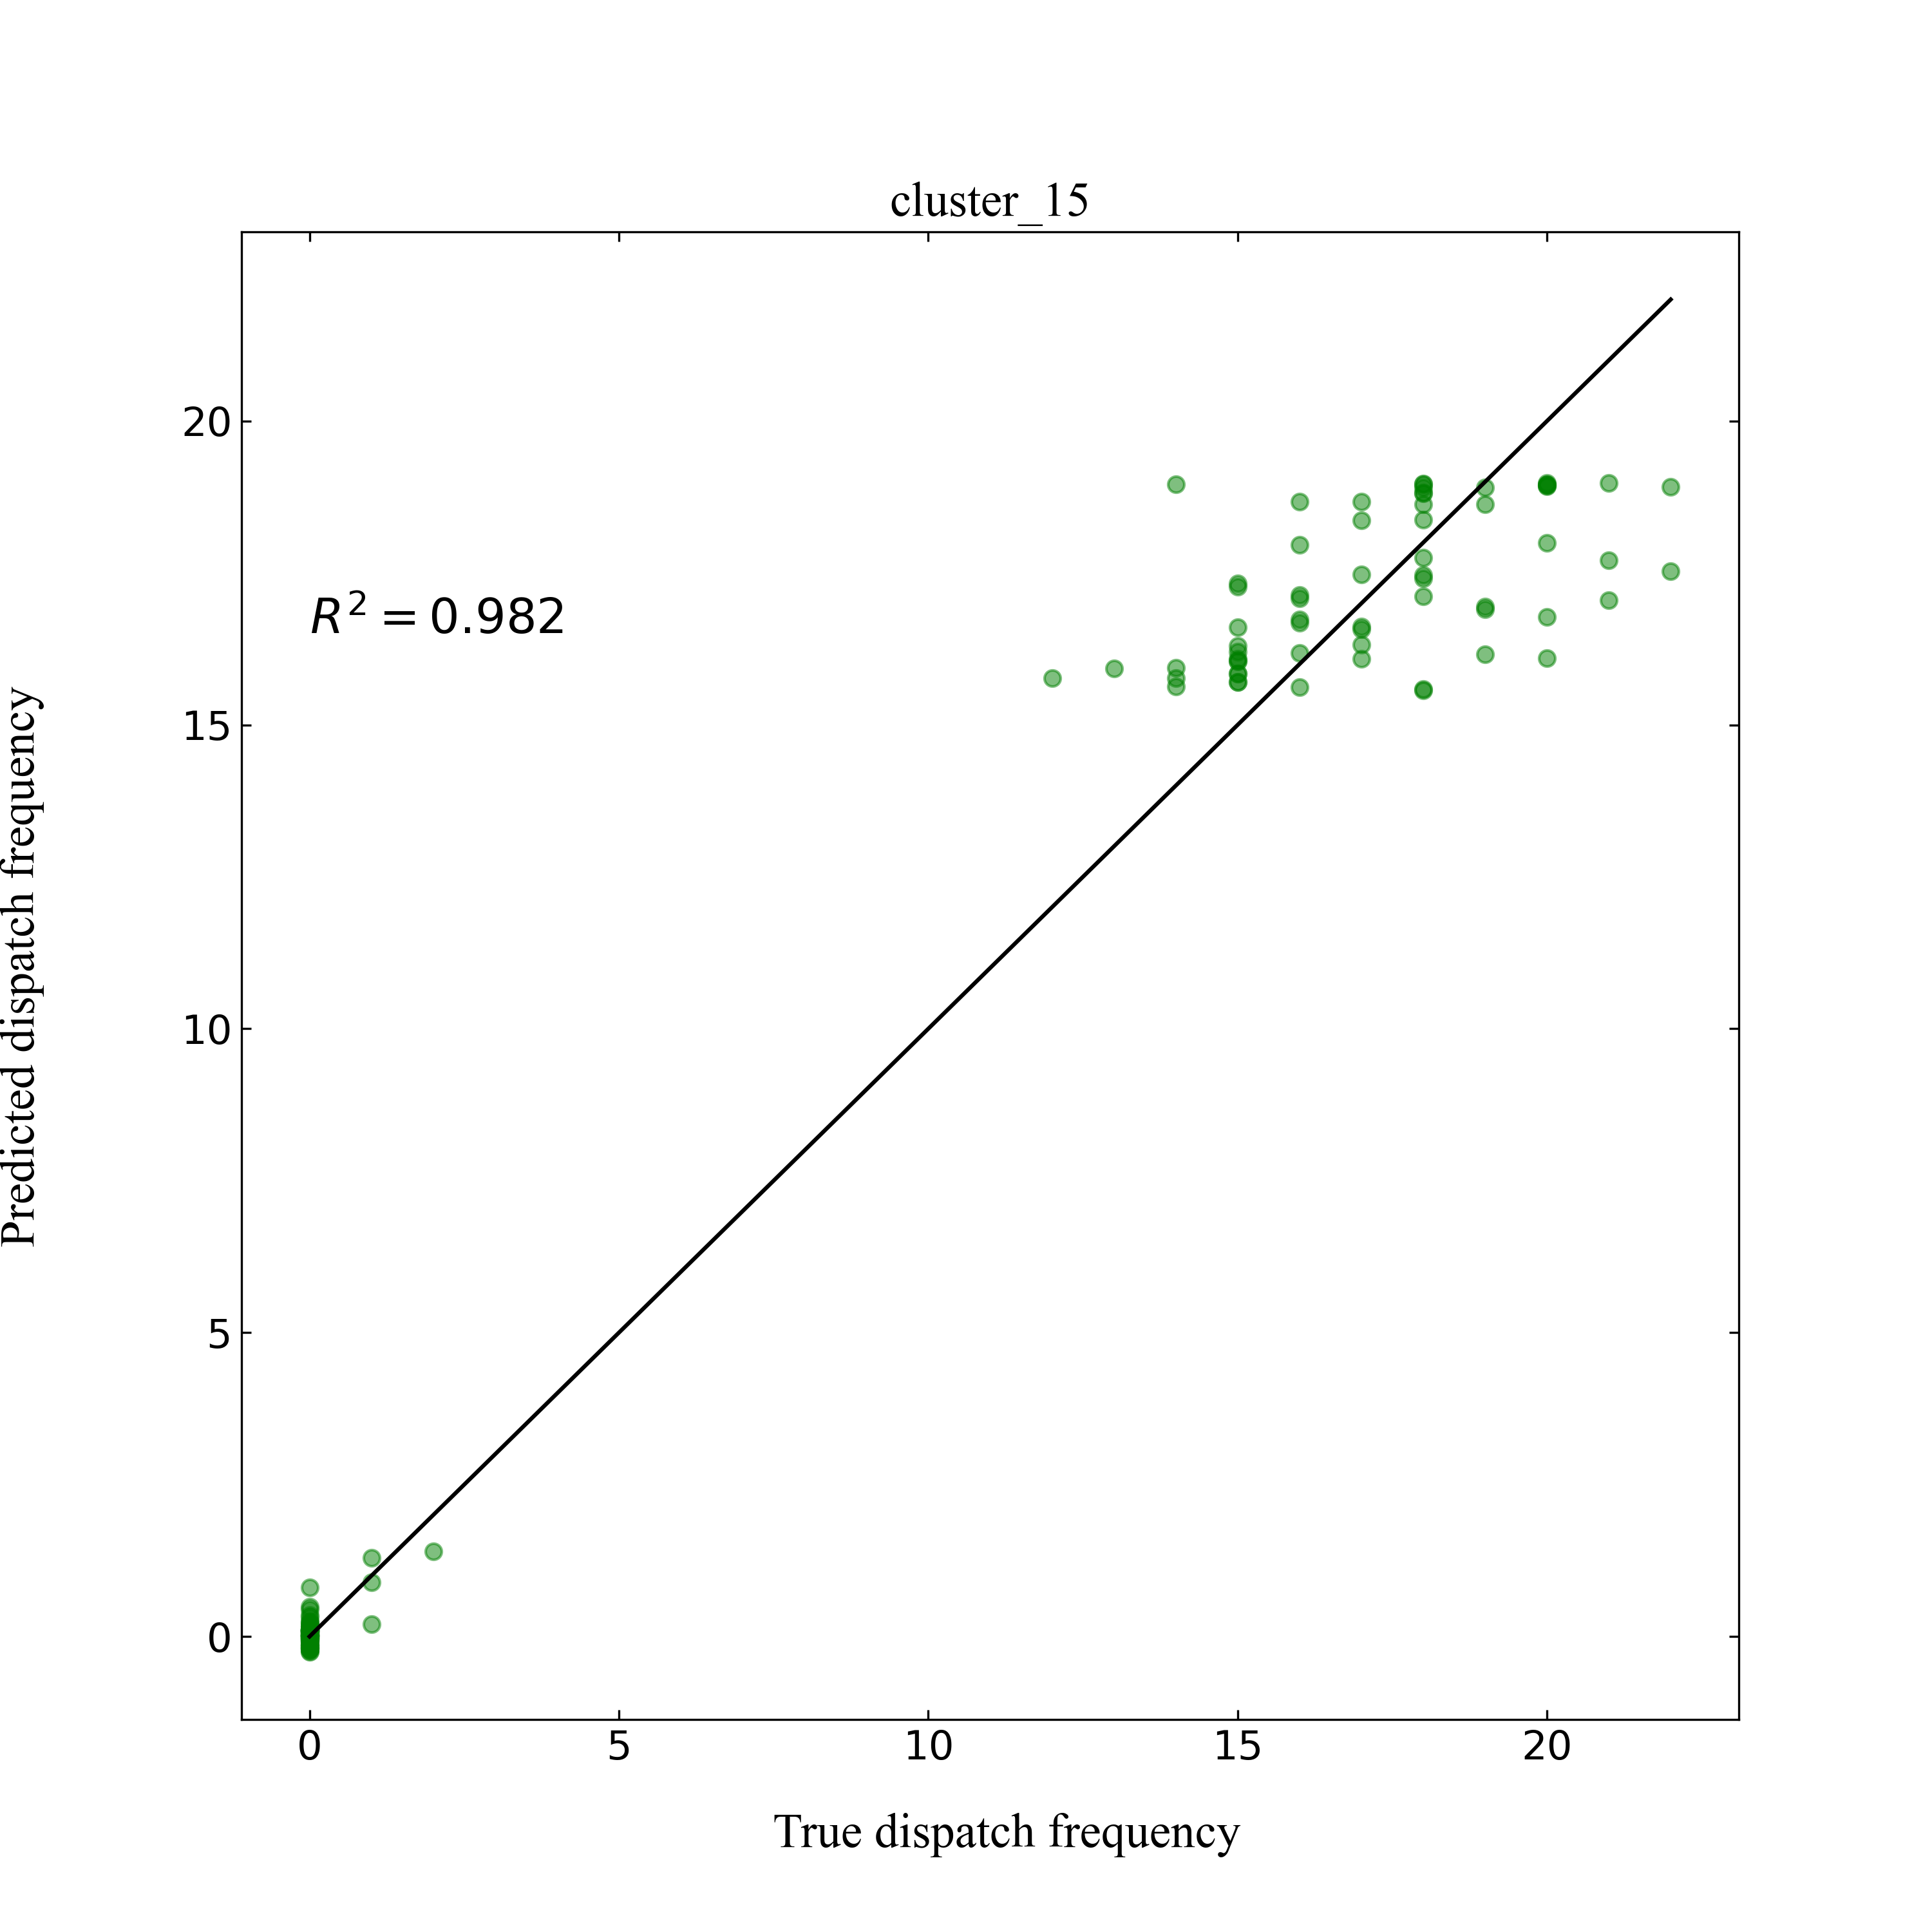 cluster_15
20
15
10
5
0
R² = 0.982
Predicted dispatch frequency
0 5 10 15 20
True dispatch frequency